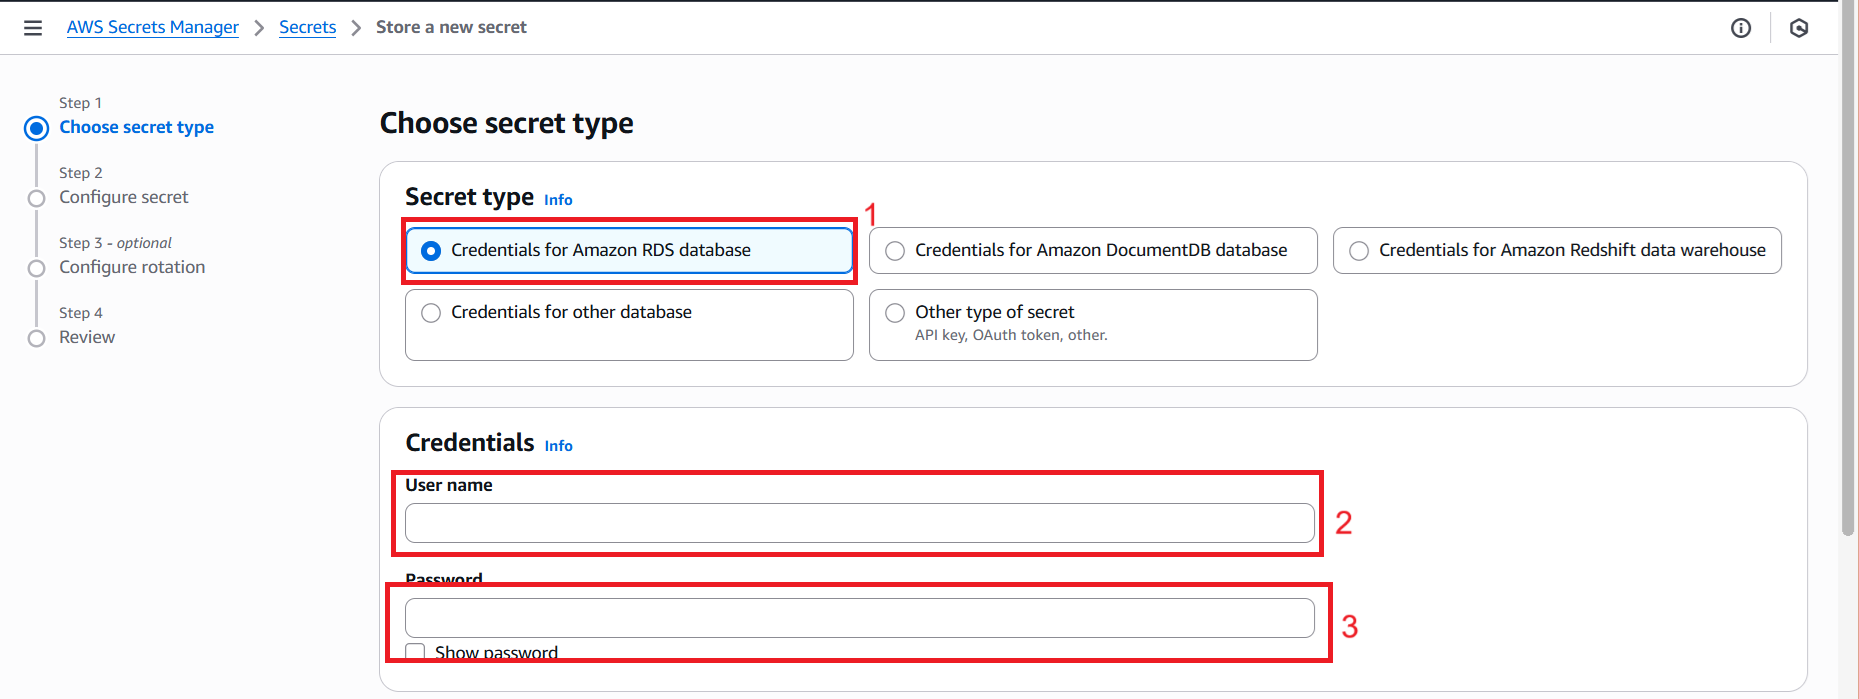 AWS Secrets Manager > Secrets > Store a new secret
Step 1
Choose secret type
Step 2
Configure secret
Step 3 - optional
Configure rotation
Step 4
Review
Choose secret type
Secret type Info
1
Credentials for Amazon RDS database
Credentials for Amazon DocumentDB database
Credentials for Amazon Redshift data warehouse
Credentials for other database
Other type of secret
API key, OAuth token, other.
Credentials Info
User name
2
Password
3
Show password